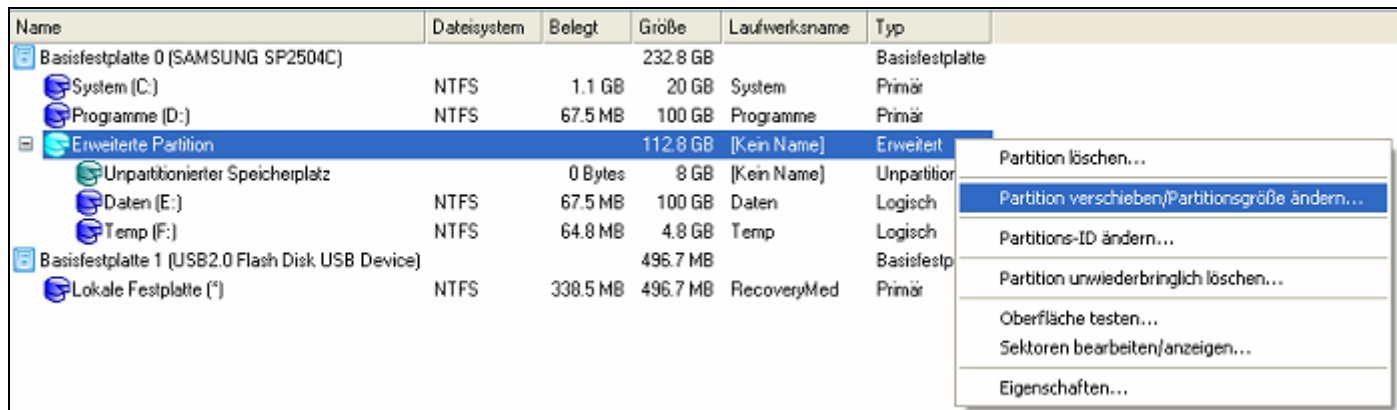 Name Dateisystem Belegt Größe Laufwerksname Typ
Basisfestplatte 0 (SAMSUNG SP2504C) 232.8 GB Basisfestplatte
System (C:) NTFS 1.1 GB 20 GB System Primär
Programme (D:) NTFS 67.5 MB 100 GB Programme Primär
Erweiterte Partition 112.8 GB [Kein Name] Erweitert
Unpartitionierter Speicherplatz 0 Bytes 8 GB [Kein Name] Unpartition
Daten (E:) NTFS 67.5 MB 100 GB Daten Logisch
Temp (F:) NTFS 64.8 MB 4.8 GB Temp Logisch
Basisfestplatte 1 (USB2.0 Flash Disk USB Device) 496.7 MB Basisfestp
Lokale Festplatte (*) NTFS 338.5 MB 496.7 MB RecoveryMed Primär
Partition löschen...
Partition verschieben/Partitionsgröße ändern...
Partitions-ID ändern...
Partition unwiederbringlich löschen...
Oberfläche testen...
Sektoren bearbeiten/anzeigen...
Eigenschaften...